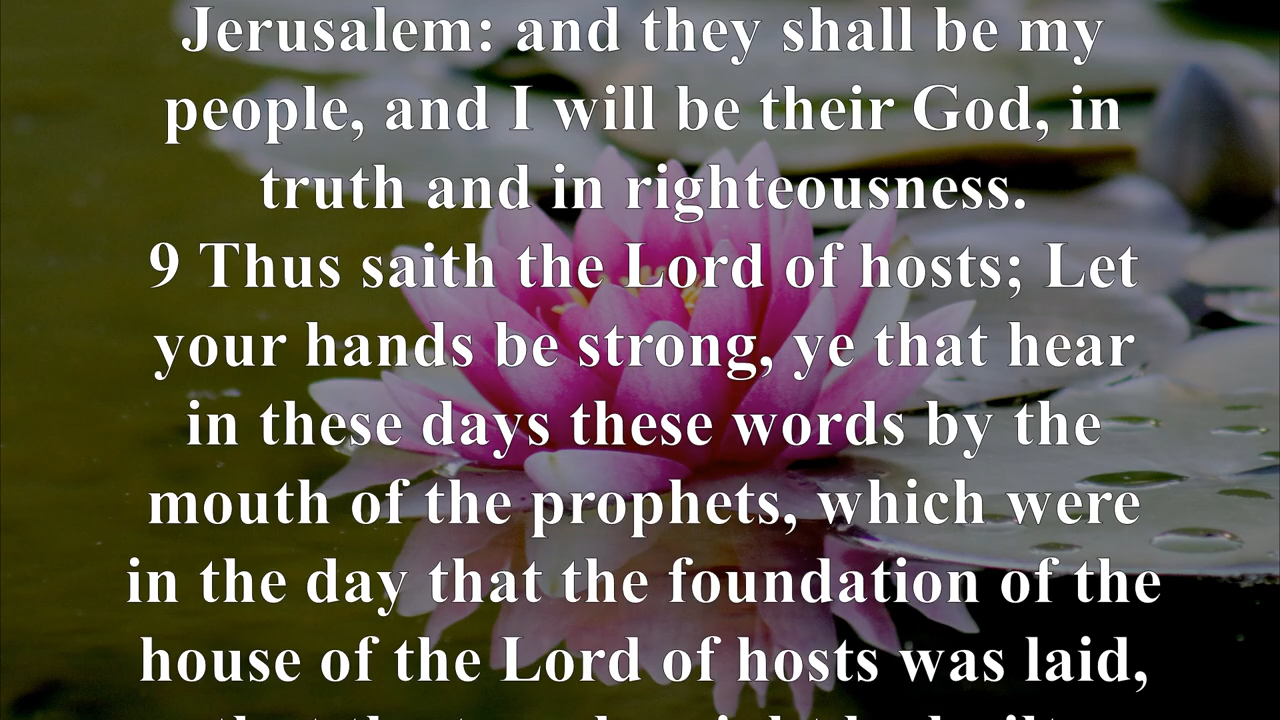 Jerusalem: and they shall be my
people, and I will be their God, in
truth and in righteousness.
9 Thus saith the Lord of hosts; Let
your hands be strong, ye that hear
in these days these words by the
mouth of the prophets, which were
in the day that the foundation of the
house of the Lord of hosts was laid,